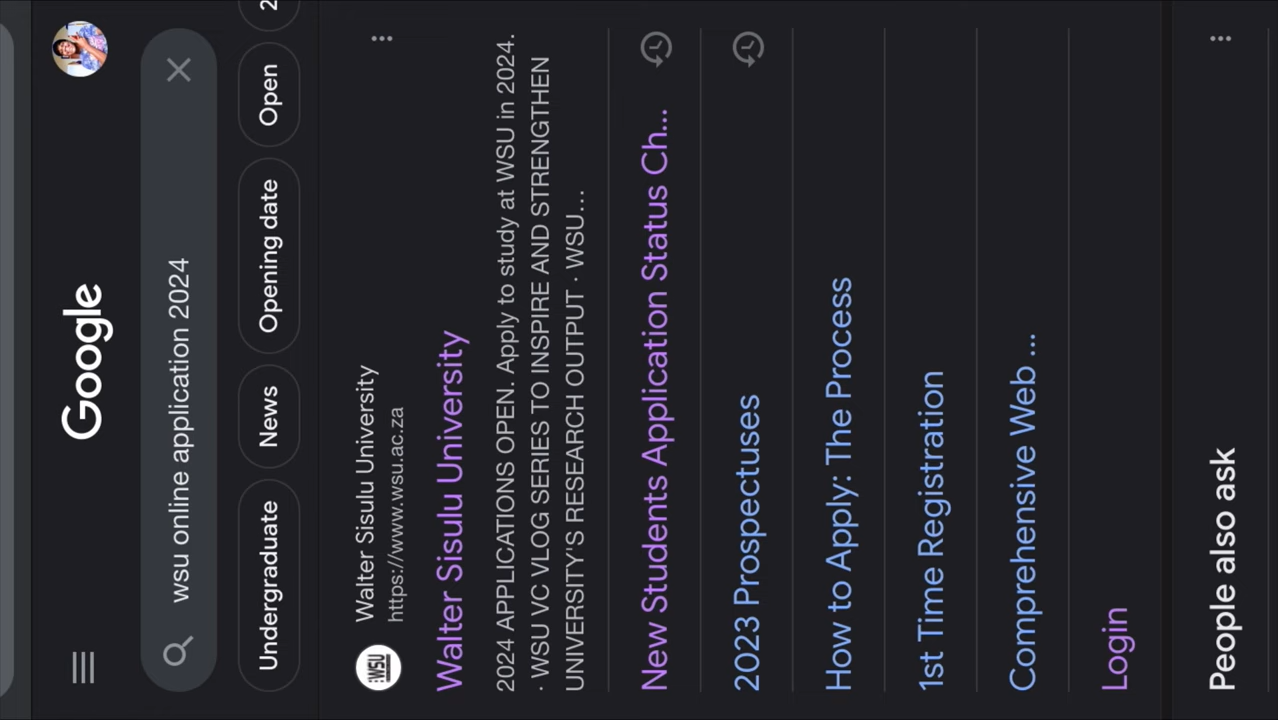 Google
wsu online application 2024
Undergraduate
News
Opening date
Open
2
WSU
Walter Sisulu University
https://www.wsu.ac.za
Walter Sisulu University
2024 APPLICATIONS OPEN. Apply to study at WSU in 2024.
· WSU VC VLOG SERIES TO INSPIRE AND STRENGTHEN
UNIVERSITY'S RESEARCH OUTPUT · WSU...
New Students Application Status Ch...
2023 Prospectuses
How to Apply: The Process
1st Time Registration
Comprehensive Web ...
Login
People also ask